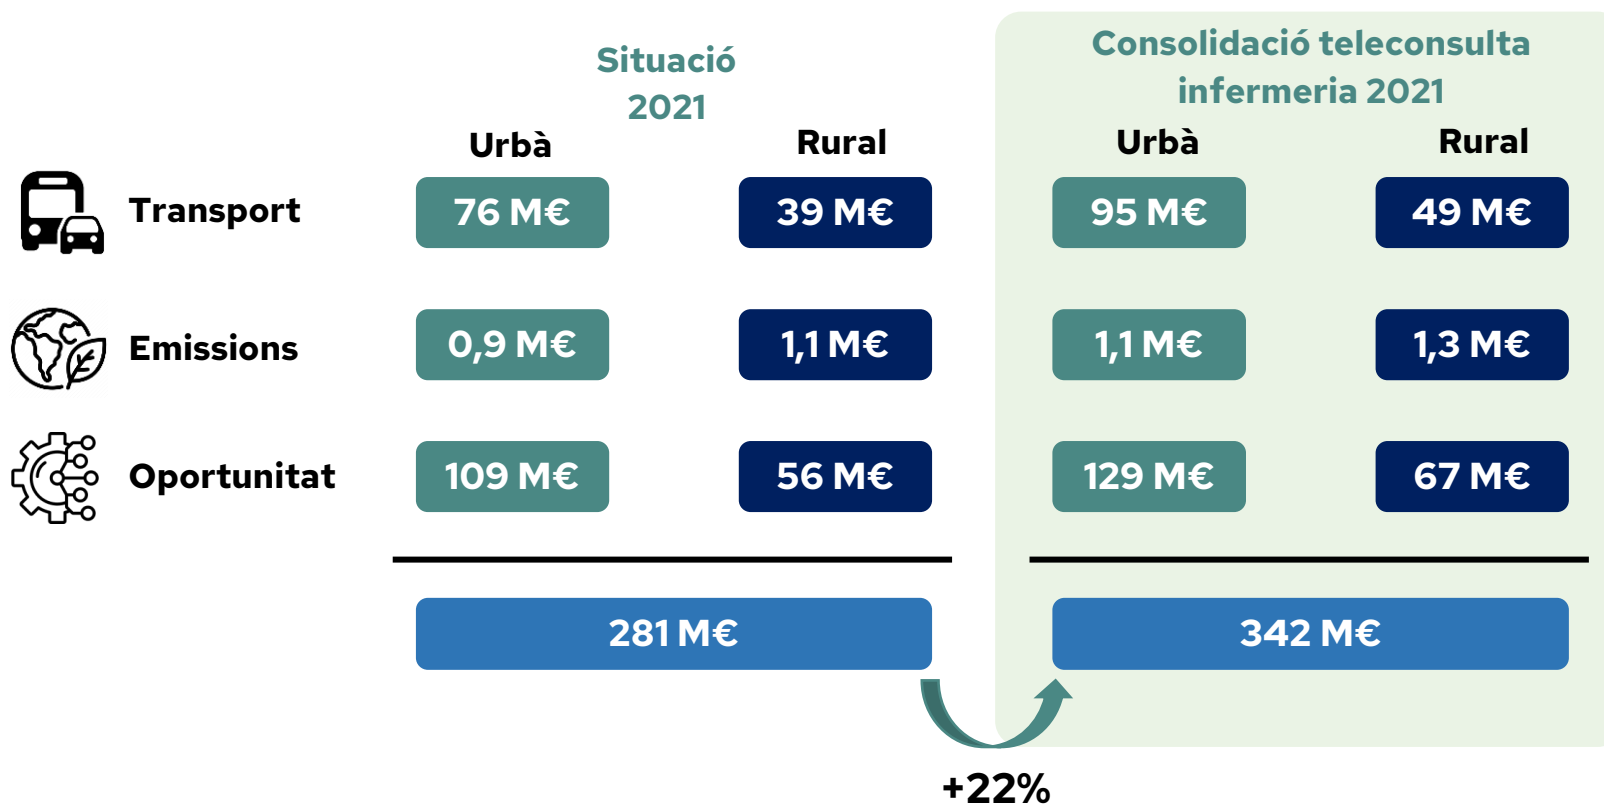 Situació
2021
Consolidació teleconsulta
infermeria 2021
Urbà
Rural
Urbà
Rural
Transport
76 M€
39 M€
95 M€
49 M€
Emissions
0,9 M€
1,1 M€
1,1 M€
1,3 M€
Oportunitat
109 M€
56 M€
129 M€
67 M€
281 M€
342 M€
+22%